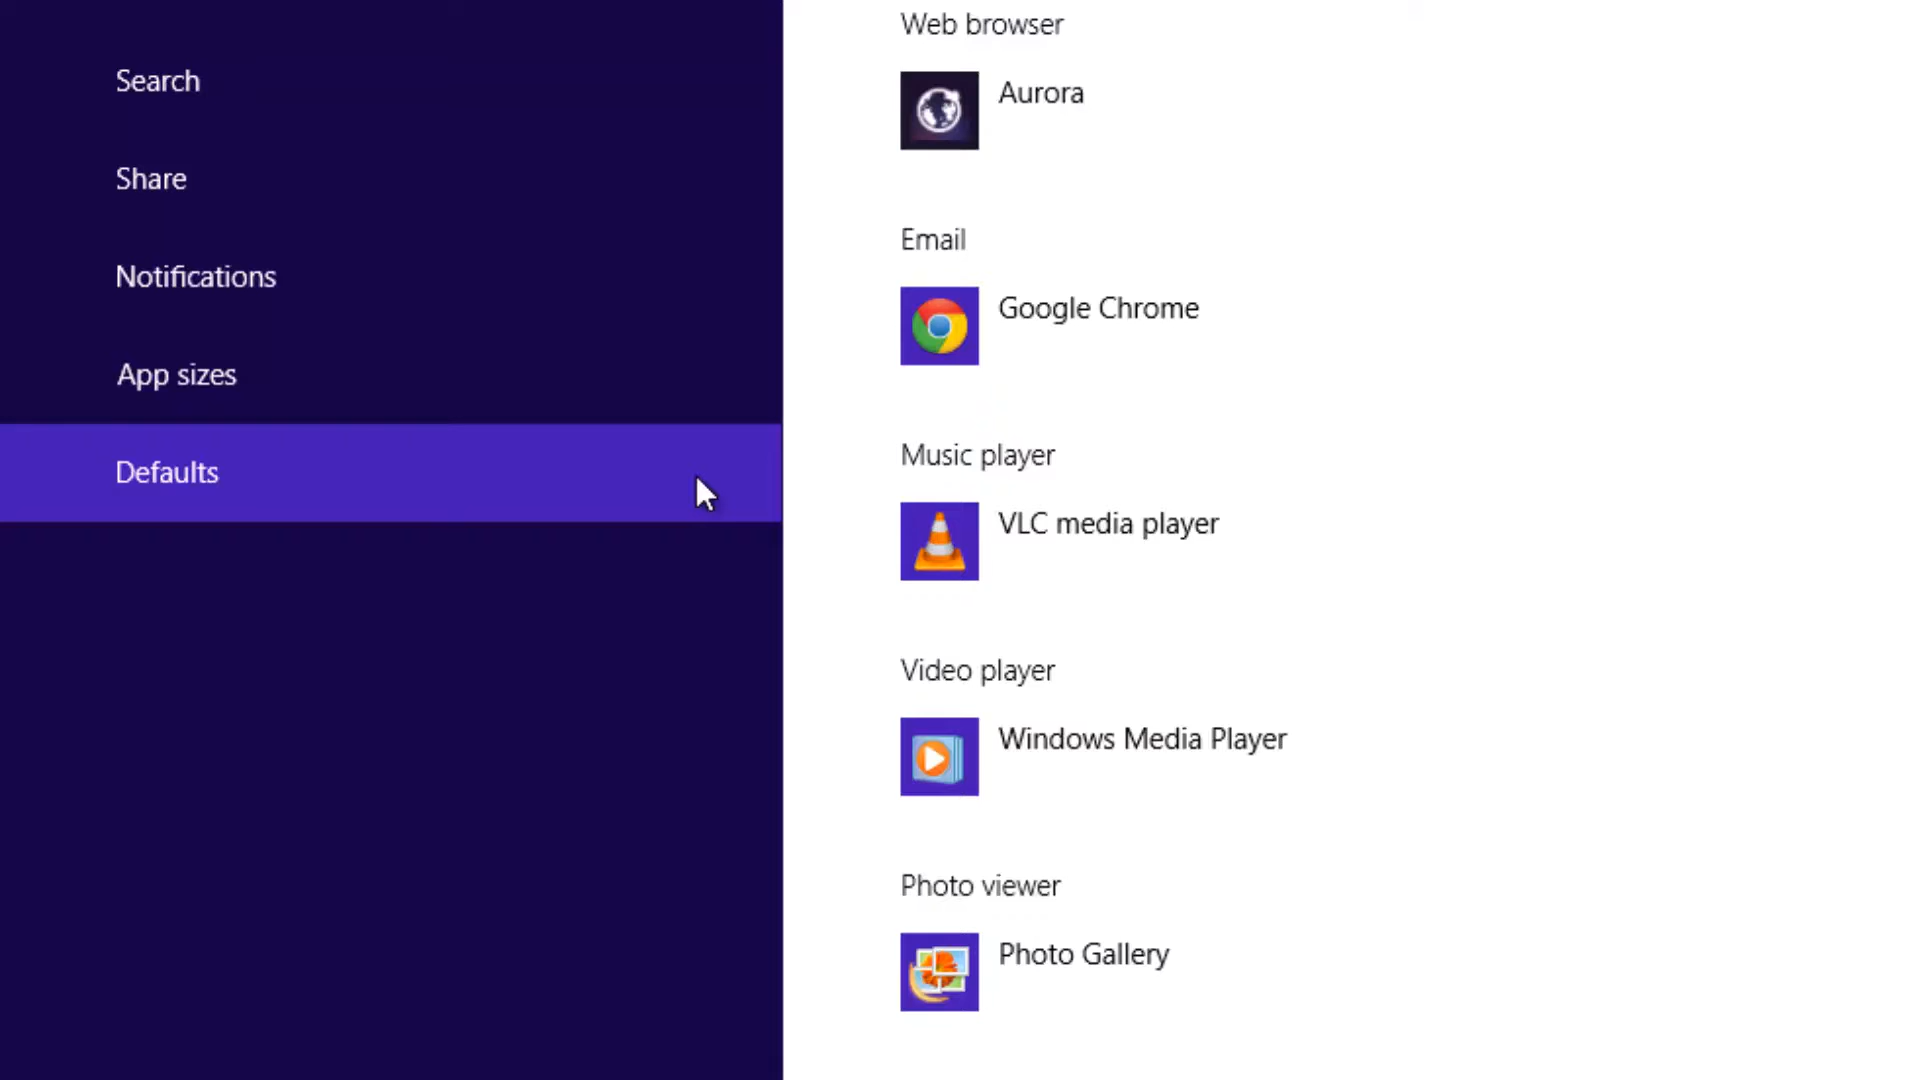 Search
Share
Notifications
App sizes
Defaults
Web browser
Aurora
Email
Google Chrome
Music player
VLC media player
Video player
Windows Media Player
Photo viewer
Photo Gallery